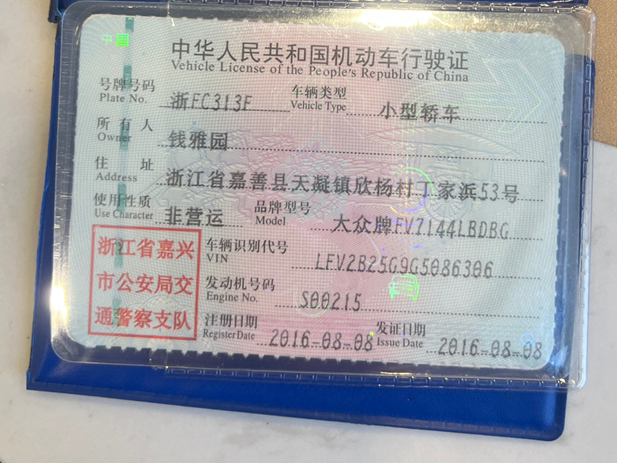 中国
中华人民共和国机动车行驶证
Vehicle License of the People's Republic of China
号牌号码 浙FC313F 车辆类型 小型轿车
Plate No. Vehicle Type
所有人 钱雅园
Owner
住址 浙江省嘉善县天凝镇欣杨村丁家浜53号
Address
使用性质 非营运 品牌型号 大众牌FV7144LBDBG
Use Character Model
浙江省嘉兴
市公安局交
通警察支队
车辆识别代号 LFV2B25G9G5086306
VIN
发动机号码 S00215
Engine No.
注册日期 2016-08-08 发证日期 2016-08-08
Register Date Issue Date